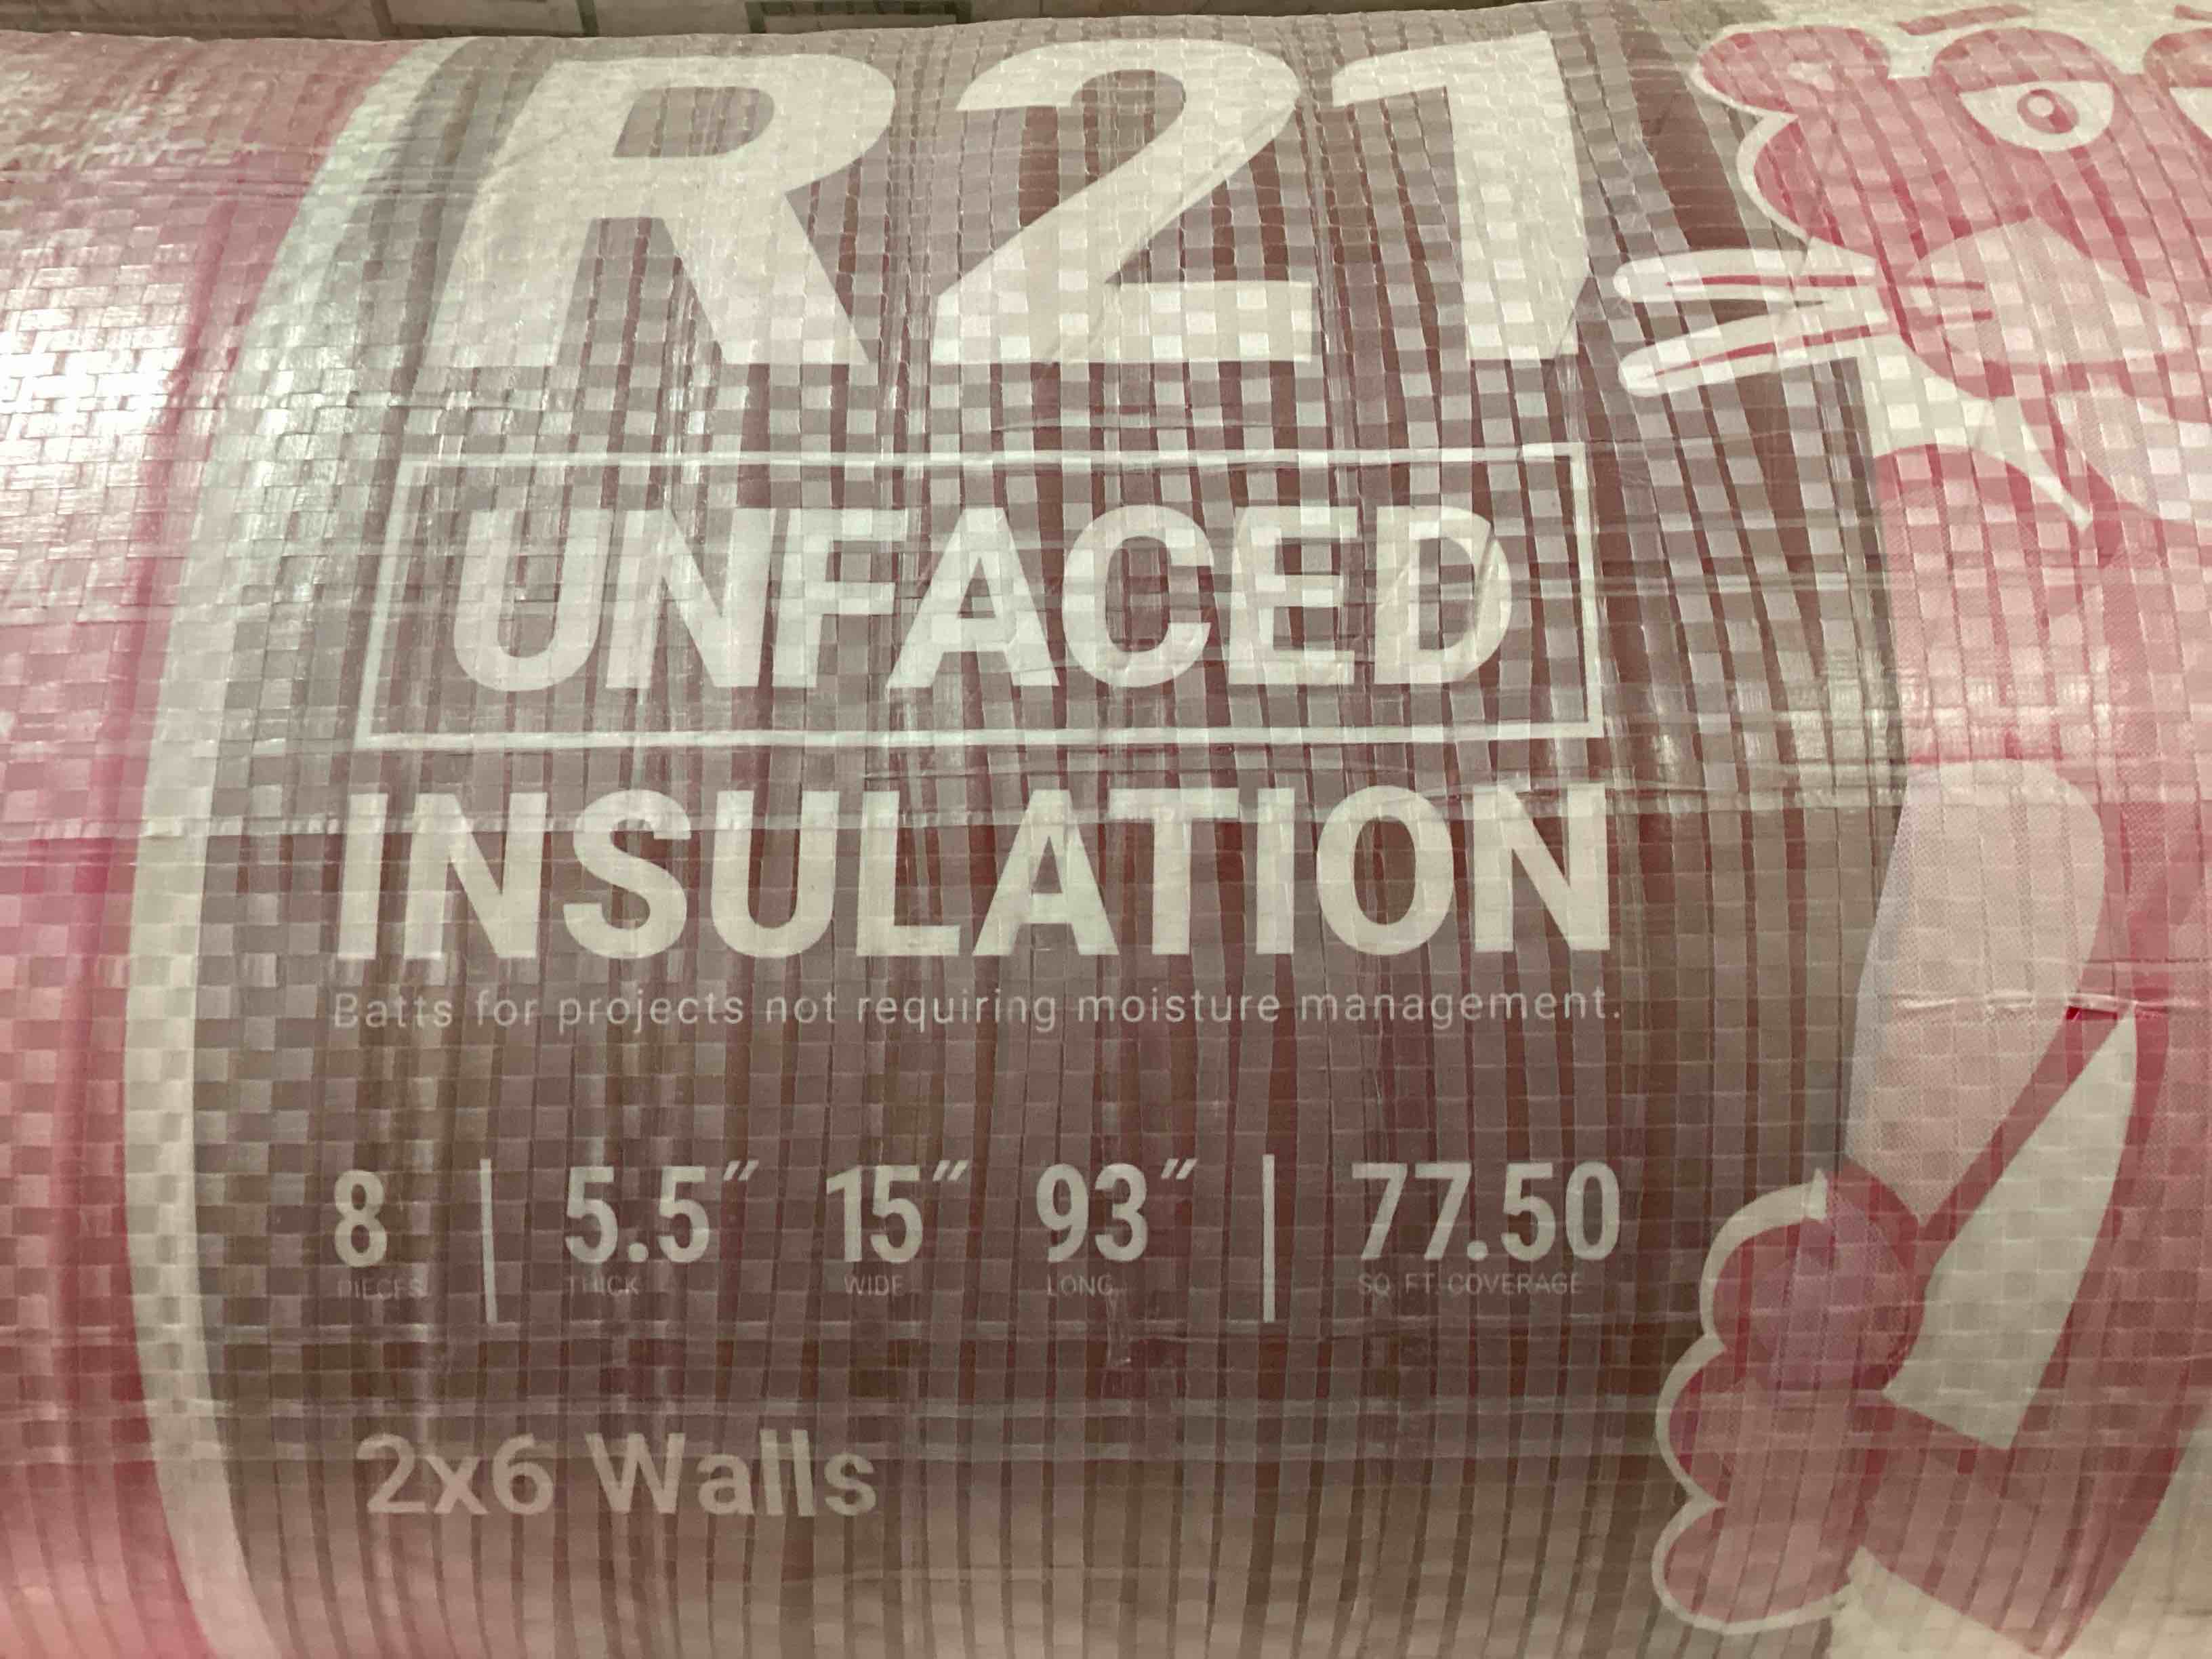 R21
UNFACED
INSULATION
Batts for projects not requiring moisture management.
8 | 5.5" 15" 93" | 77.50
PIECES THICK WIDE LONG SQ. FT. COVERAGE
2x6 Walls